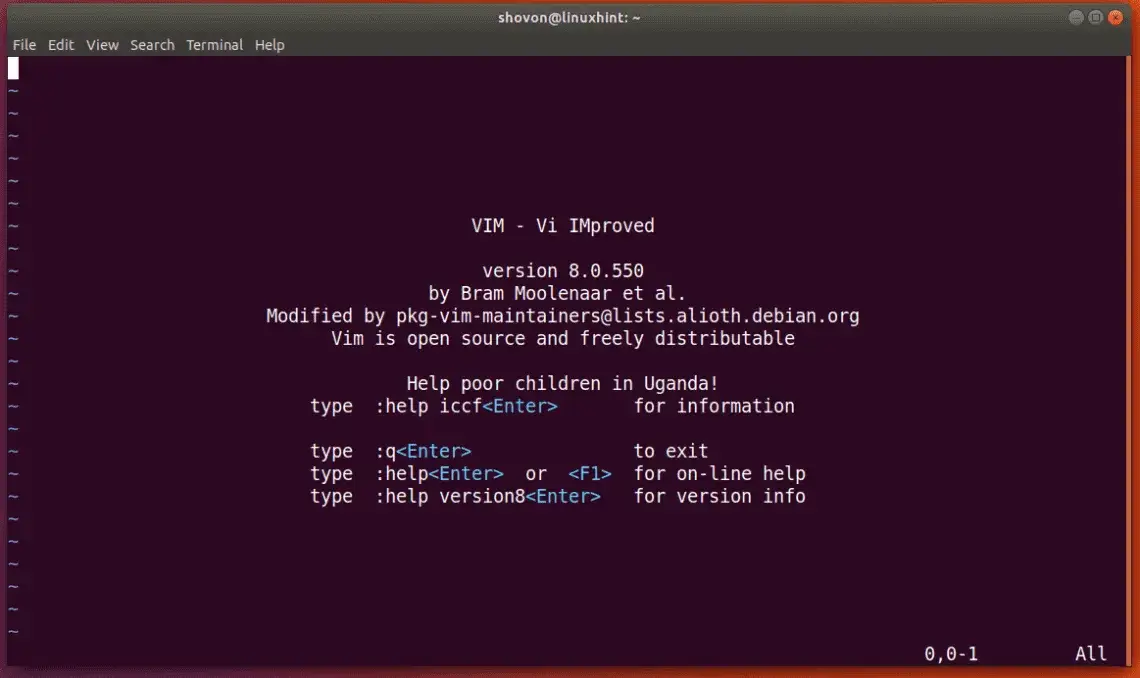 shovon@linuxhint: ~
File Edit View Search Terminal Help
~
~
~
~
~
~
~ VIM - Vi IMproved
~
~ version 8.0.550
~ by Bram Moolenaar et al.
~ Modified by pkg-vim-maintainers@lists.alioth.debian.org
~ Vim is open source and freely distributable
~
~ Help poor children in Uganda!
~ type :help iccf<Enter> for information
~
~ type :q<Enter> to exit
~ type :help<Enter> or <F1> for on-line help
~ type :help version8<Enter> for version info
~
~
~
~
~
~
0,0-1 All